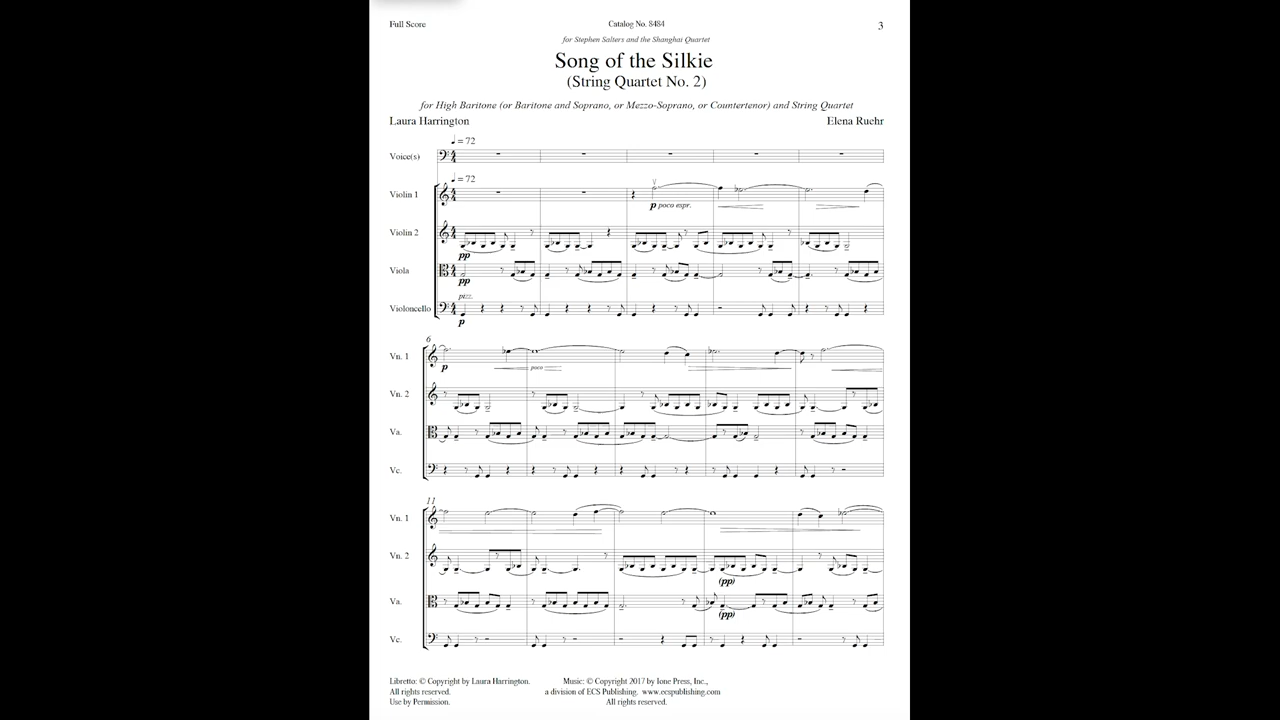 Full Score
Catalog No. 8484
3
for Stephen Salters and the Shanghai Quartet
Song of the Silkie
(String Quartet No. 2)
for High Baritone (or Baritone and Soprano, or Mezzo-Soprano, or Countertenor) and String Quartet
Laura Harrington
Elena Ruehr
♩ = 72
Voice(s)
♩ = 72
Violin 1
p poco espr.
Violin 2
pp
Viola
pp
pizz.
Violoncello
p
6
Vn. 1
p
poco
Vn. 2
Va.
Vc.
11
Vn. 1
Vn. 2
(pp)
Va.
(pp)
Vc.
Libretto: © Copyright by Laura Harrington.
All rights reserved.
Use by Permission.
Music: © Copyright 2017 by Ione Press, Inc.,
a division of ECS Publishing. www.ecspublishing.com
All rights reserved.